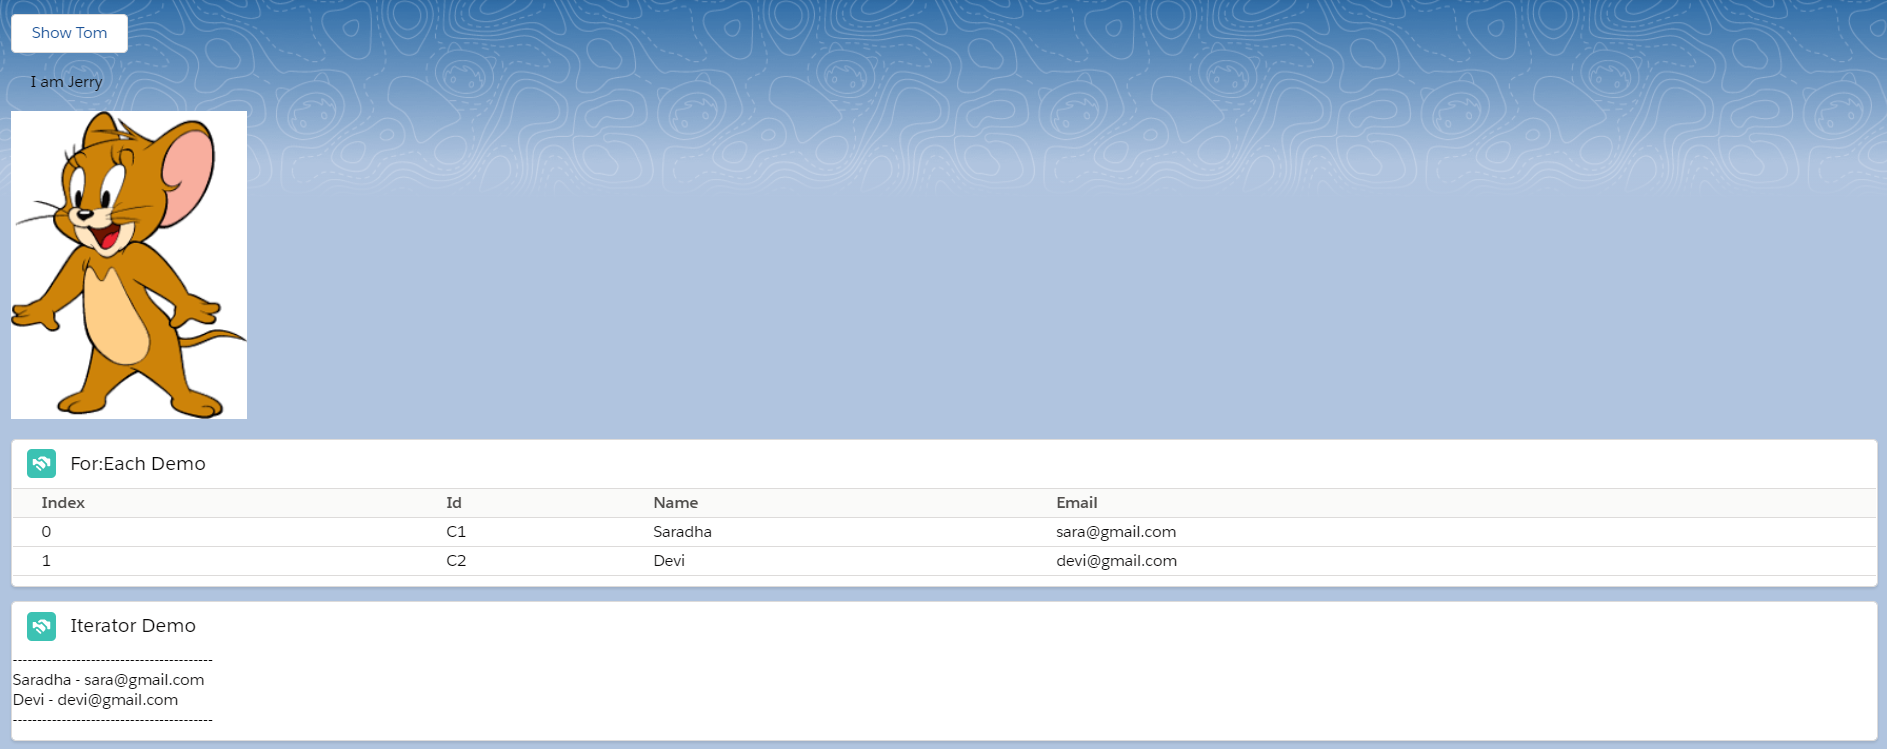 Show Tom
I am Jerry
For:Each Demo
Index Id Name Email
0 C1 Saradha sara@gmail.com
1 C2 Devi devi@gmail.com
Iterator Demo
-----------------------------------------
Saradha - sara@gmail.com
Devi - devi@gmail.com
-----------------------------------------